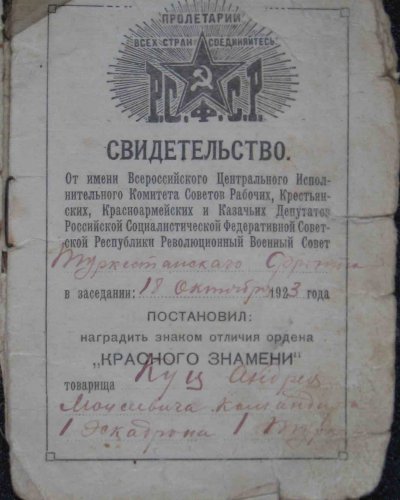 ПРОЛЕТАРИИ
ВСЕХ СТРАН СОЕДИНЯЙТЕСЬ
Р.С.Ф.С.Р.
СВИДЕТЕЛЬСТВО.
От имени Всероссийского Центрального Испол-
нительного Комитета Советов Рабочих, Крестьян-
ских, Красноармейских и Казачьих Депутатов
Российской Социалистической Федеративной Совет-
ской Республики Революционный Военный Совет
Туркестанского Фронта
в заседании: 18 Октября 1923 года
ПОСТАНОВИЛ:
наградить знаком отличия ордена
„КРАСНОГО ЗНАМЕНИ"
товарища Куц Андрея
Моисеевича Командира
1 Эскадрона 1